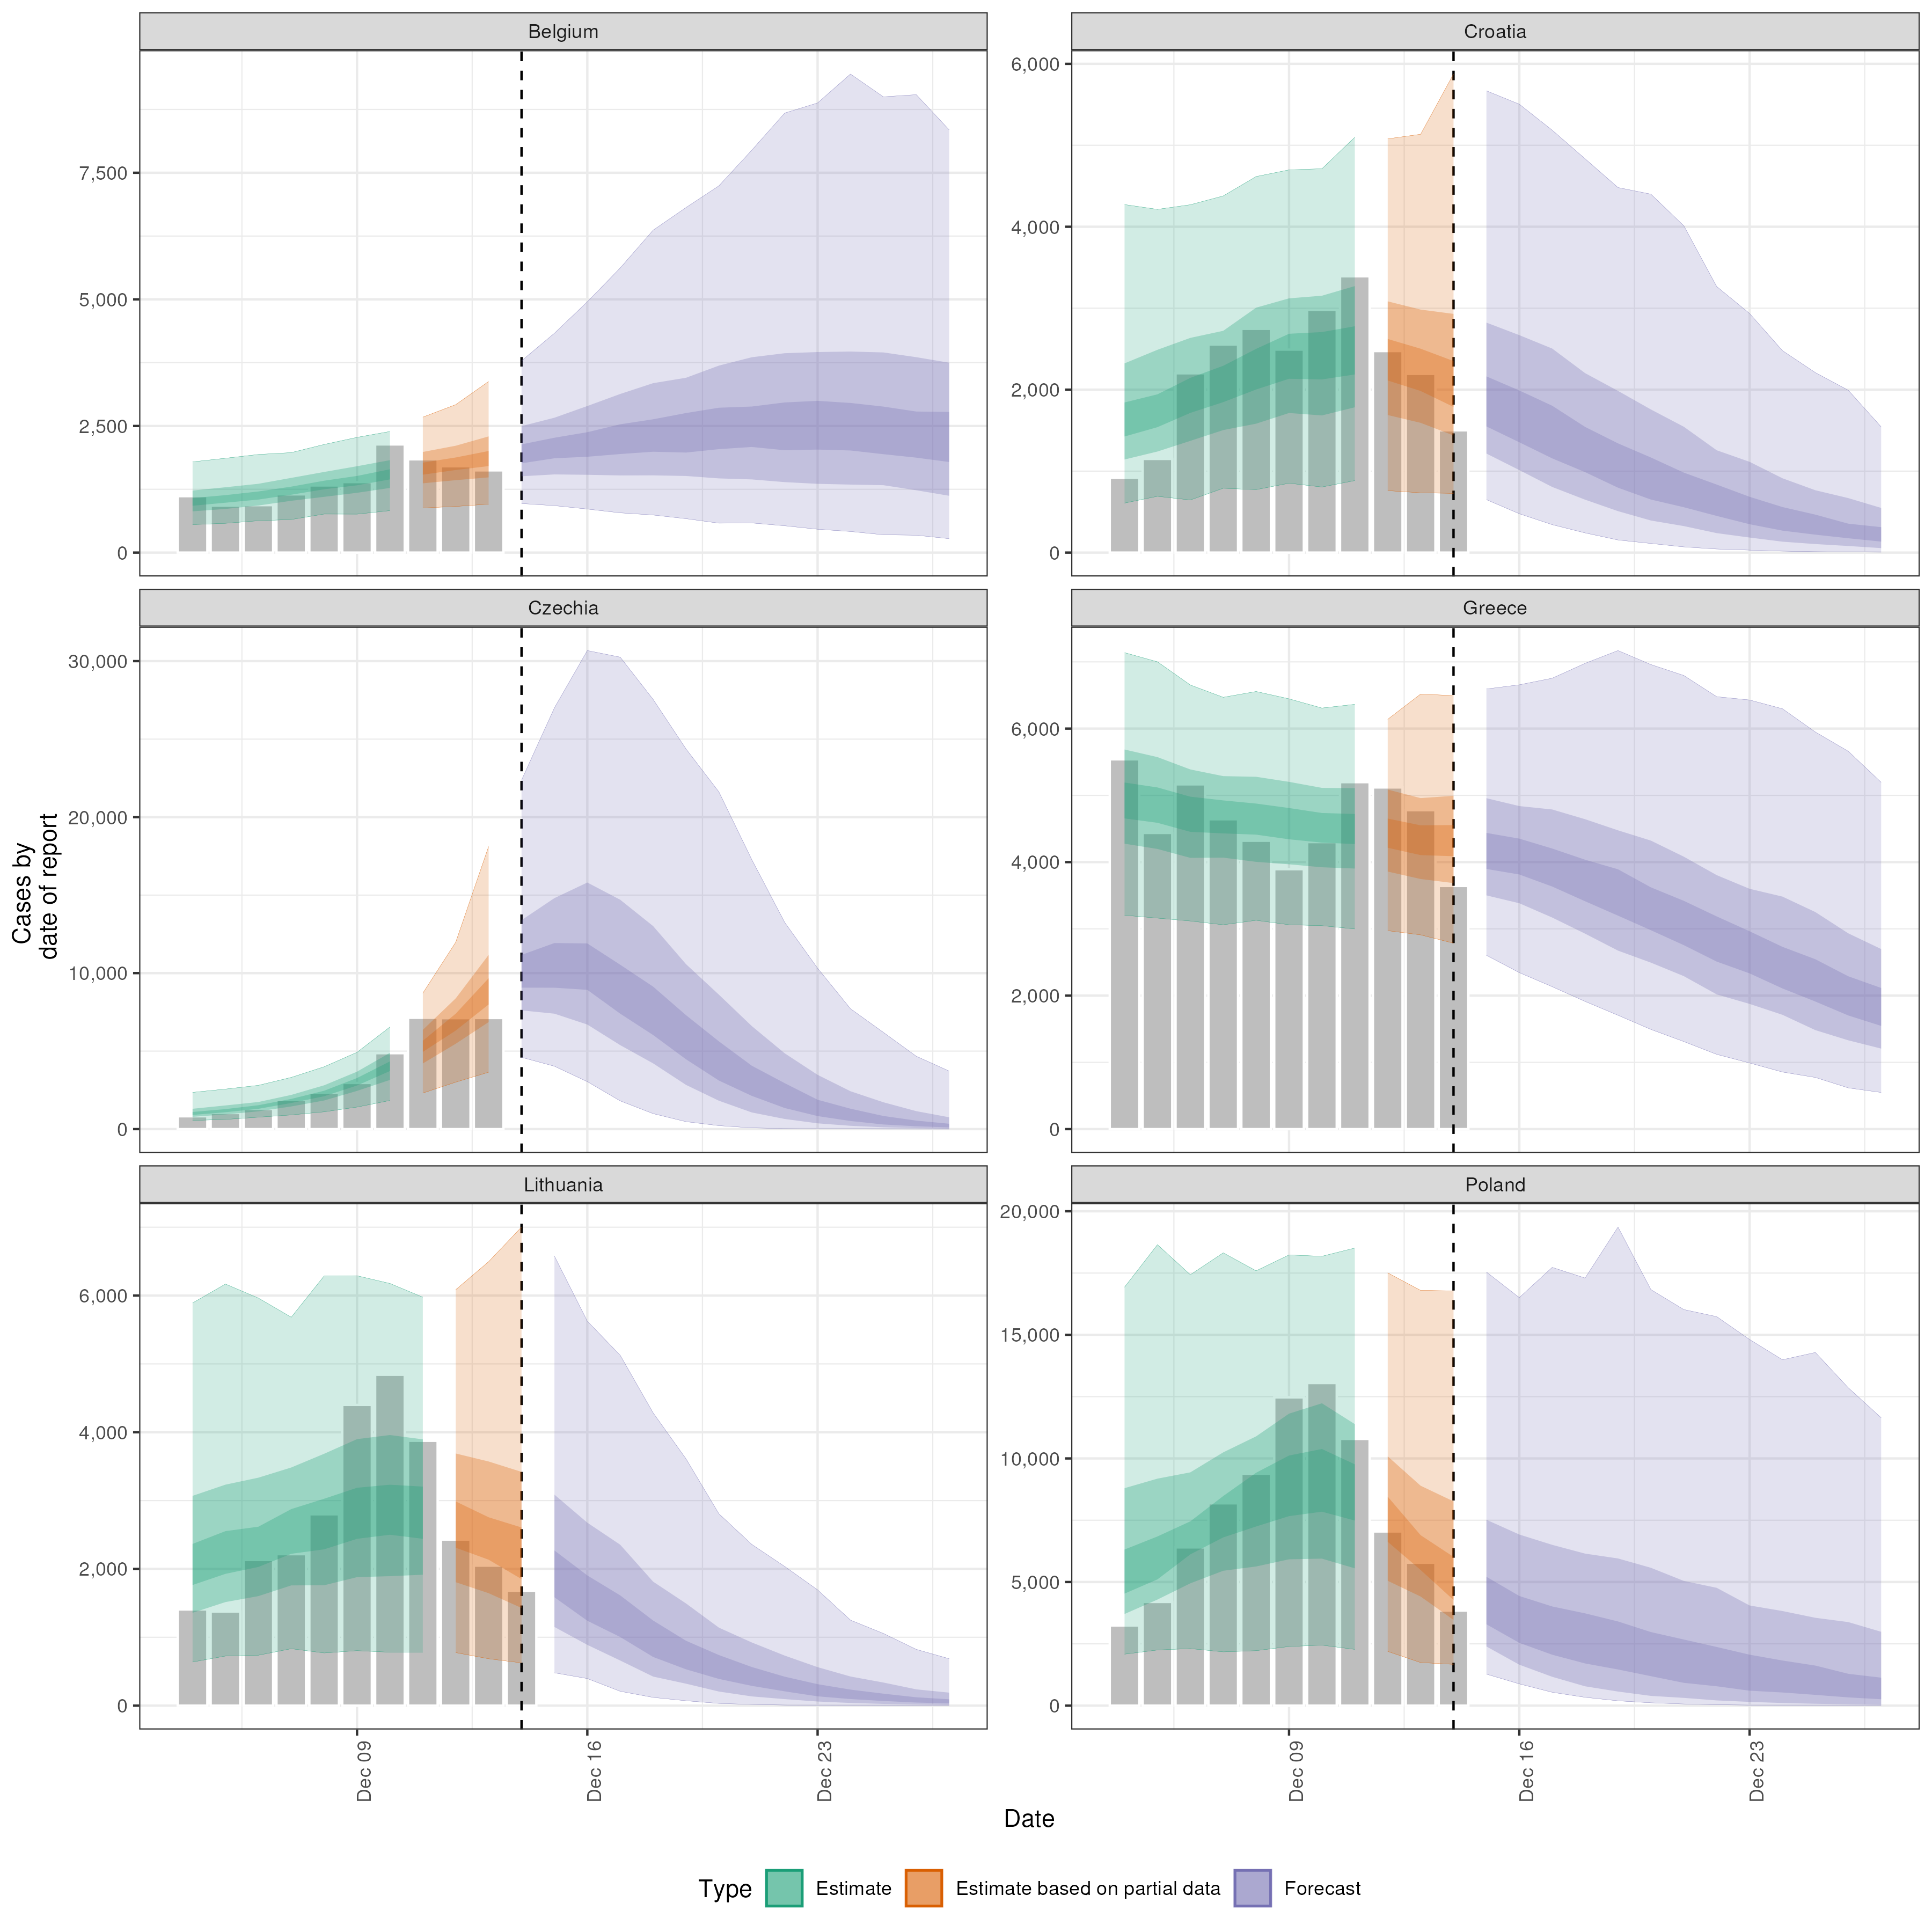 Belgium
Croatia
7,500
5,000
2,500
0
6,000
4,000
2,000
0
Czechia
Greece
30,000
20,000
10,000
0
6,000
4,000
2,000
0
Cases by
date of report
Lithuania
Poland
6,000
4,000
2,000
0
20,000
15,000
10,000
5,000
0
Dec 09
Dec 16
Dec 23
Dec 09
Dec 16
Dec 23
Date
Type
Estimate
Estimate based on partial data
Forecast